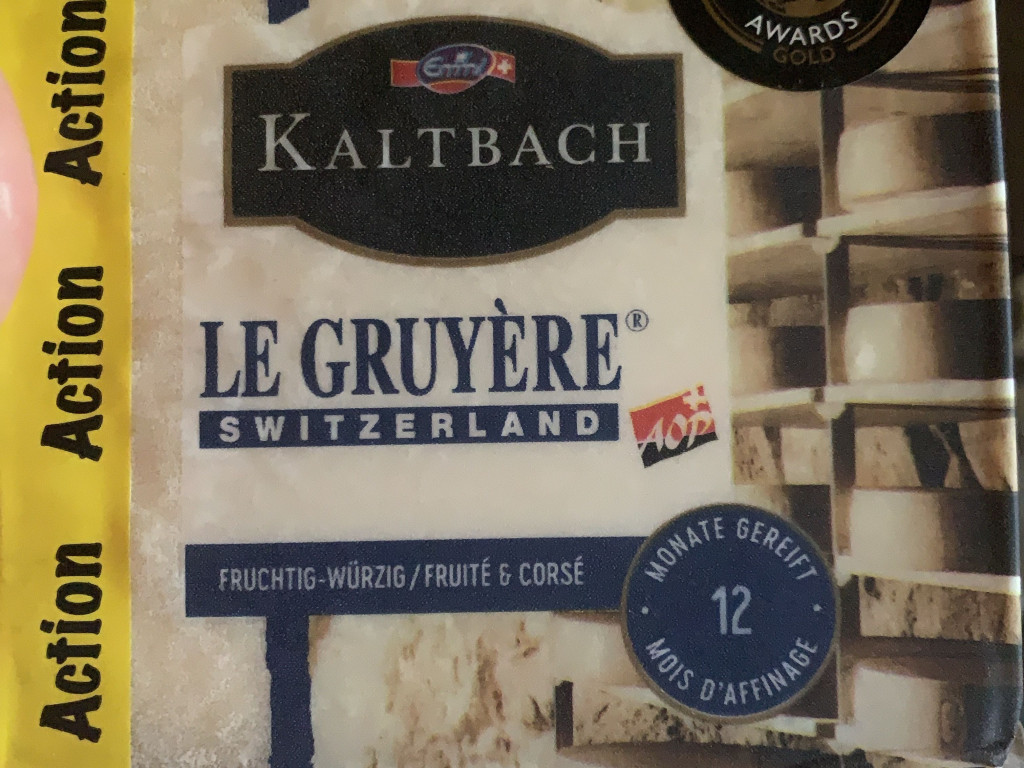 AWARDS
GOLD
Emmi
KALTBACH
LE GRUYÈRE®
SWITZERLAND
AOP
FRUCHTIG-WÜRZIG / FRUITÉ & CORSÉ
MONATE GEREIFT
12
MOIS D'AFFINAGE
Action
Action
Action